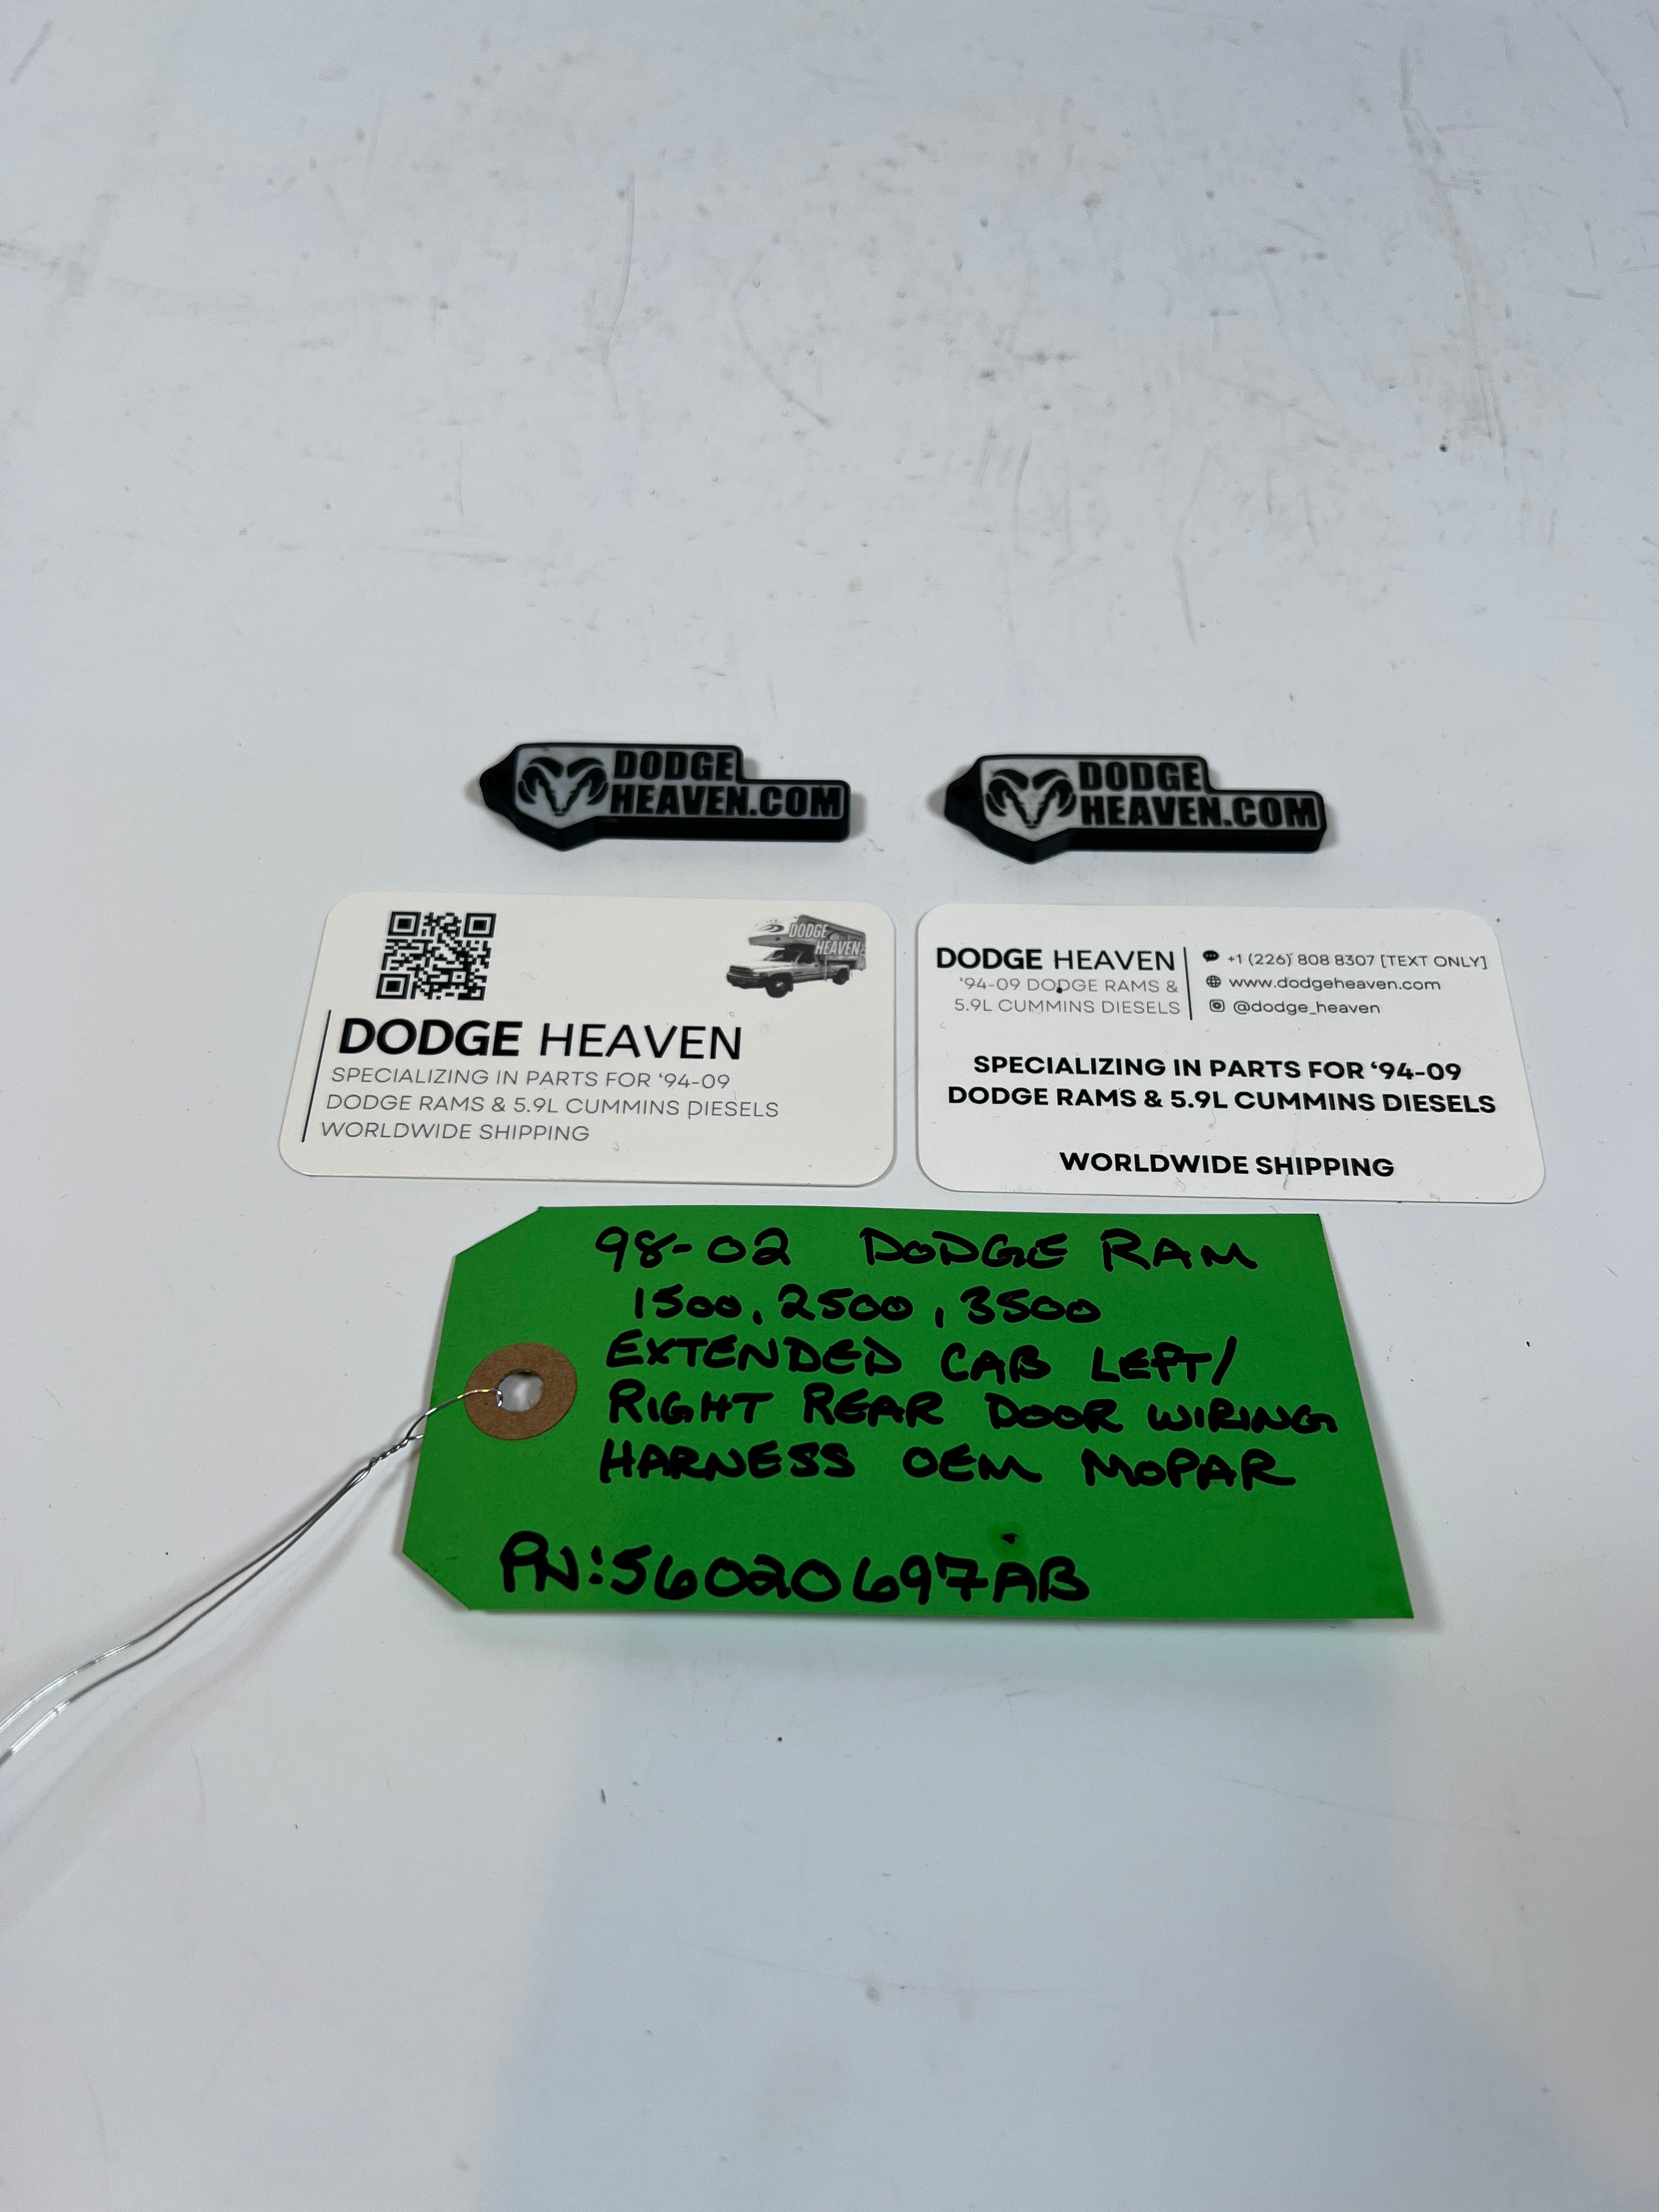 DODGE
HEAVEN.COM
DODGE
HEAVEN.COM
DODGE
HEAVEN
DODGE HEAVEN
SPECIALIZING IN PARTS FOR ‘94-09
DODGE RAMS & 5.9L CUMMINS DIESELS
WORLDWIDE SHIPPING
DODGE HEAVEN
‘94-09 DODGE RAMS &
5.9L CUMMINS DIESELS
+1 (226) 808 8307 [TEXT ONLY]
www.dodgeheaven.com
@dodge_heaven
SPECIALIZING IN PARTS FOR ‘94-09
DODGE RAMS & 5.9L CUMMINS DIESELS
WORLDWIDE SHIPPING
98-02 DODGE RAM
1500, 2500, 3500
EXTENDED CAB LEFT/
RIGHT REAR DOOR WIRING
HARNESS OEM MOPAR
PN:56020697AB